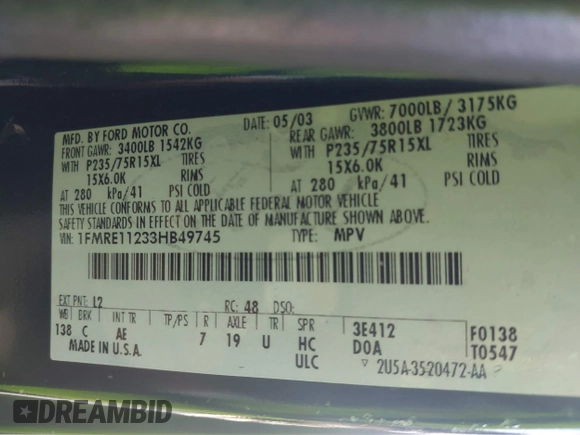 MFD. BY FORD MOTOR CO.
DATE: 05/03
GVWR: 7000LB / 3175KG
FRONT GAWR: 3400LB 1542KG
REAR GAWR: 3800LB 1723KG
WITH P235/75R15XL TIRES
WITH P235/75R15XL TIRES
15X6.0K RIMS
15X6.0K RIMS
AT 280 kPa/41 PSI COLD
AT 280 kPa/41 PSI COLD
THIS VEHICLE CONFORMS TO ALL APPLICABLE FEDERAL MOTOR VEHICLE
SAFETY STANDARDS IN EFFECT ON THE DATE OF MANUFACTURE SHOWN ABOVE.
VIN: 1FMRE11233HB49745 TYPE: MPV
EXT PNT: L2 RC: 48 DSO:
WB BRK INT TR TP/PS R AXLE TR SPR
138 C AE 7 19 U HC 3E412 F0138
MADE IN U.S.A. ULC D0A T0547
▽ 2U5A-3520472-AA
DREAMBID